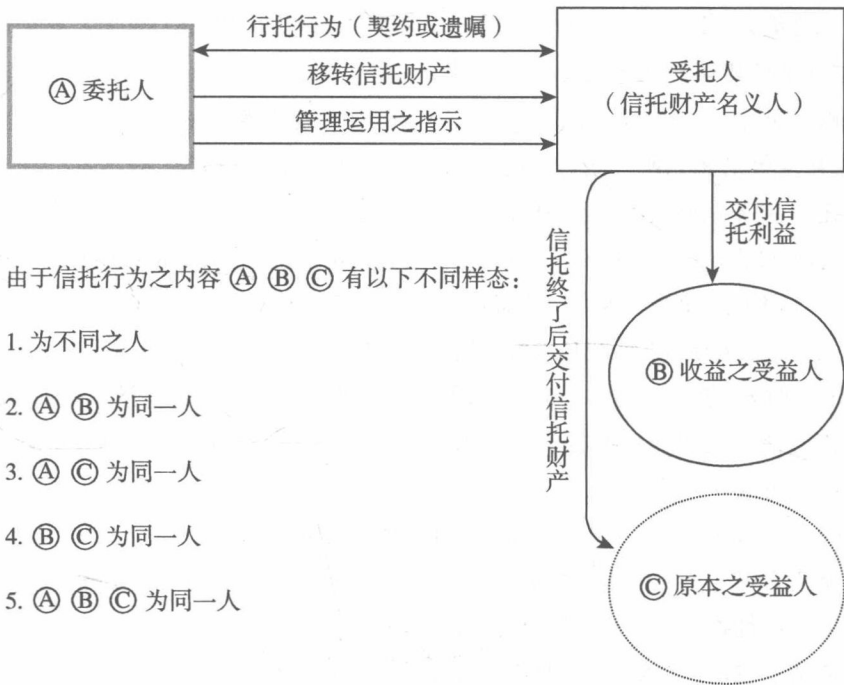 行托行为（契约或遗嘱）
移转信托财产
管理运用之指示
Ⓐ 委托人
受托人
（信托财产名义人）
交付信
托利益
信托终了后交付信托财产
由于信托行为之内容 Ⓐ Ⓑ Ⓒ 有以下不同样态：
1. 为不同之人
2. Ⓐ Ⓑ 为同一人
3. Ⓐ Ⓒ 为同一人
4. Ⓑ Ⓒ 为同一人
5. Ⓐ Ⓑ Ⓒ 为同一人
Ⓑ 收益之受益人
Ⓒ 原本之受益人